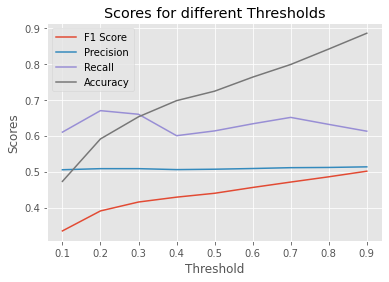 Scores for different Thresholds
F1 Score
Precision
Recall
Accuracy
Scores
0.9
0.8
0.7
0.6
0.5
0.4
0.1 0.2 0.3 0.4 0.5 0.6 0.7 0.8 0.9
Threshold